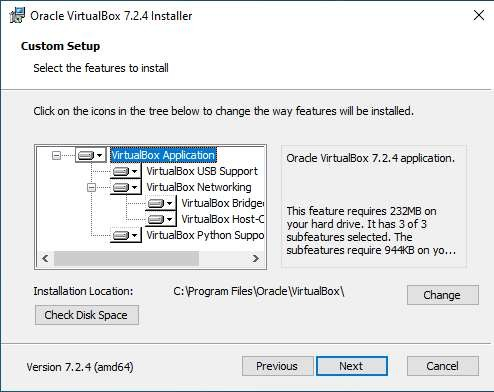 Oracle VirtualBox 7.2.4 Installer
Custom Setup
Select the features to install
Click on the icons in the tree below to change the way features will be installed.
VirtualBox Application
VirtualBox USB Support
VirtualBox Networking
VirtualBox Bridge
VirtualBox Host-C
VirtualBox Python Suppo
Oracle VirtualBox 7.2.4 application.
This feature requires 232MB on
your hard drive. It has 3 of 3
subfeatures selected. The
subfeatures require 944KB on yo...
Installation Location:
C:\Program Files\Oracle\VirtualBox\
Change
Check Disk Space
Version 7.2.4 (amd64)
Previous
Next
Cancel